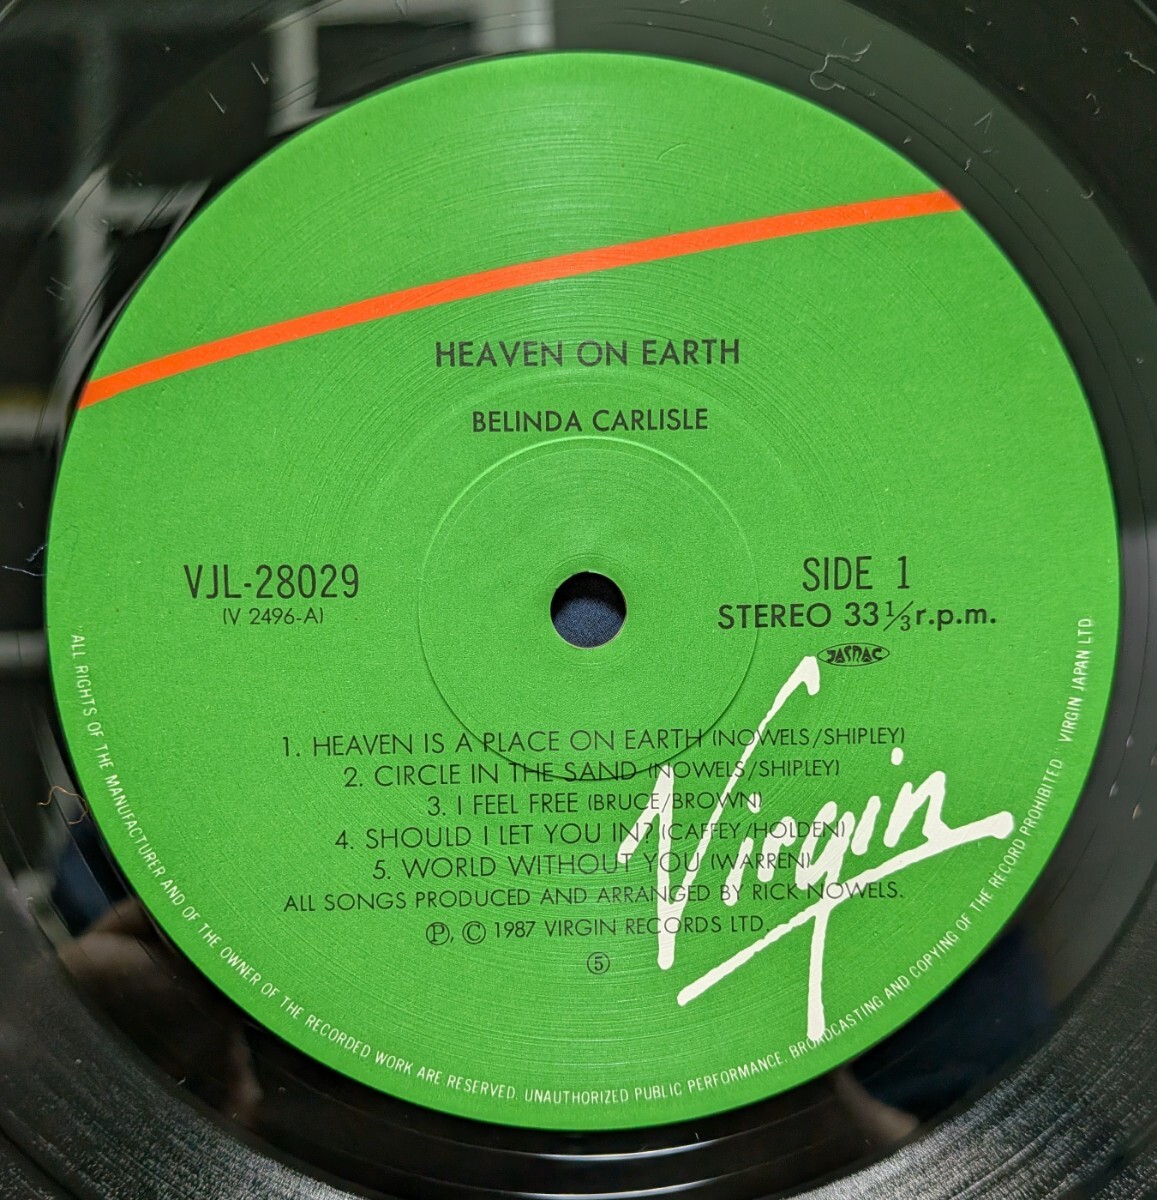 HEAVEN ON EARTH
BELINDA CARLISLE
VJL-28029
(V 2496-A)
SIDE 1
STEREO 33 1/3 r.p.m.
JASRAC
1. HEAVEN IS A PLACE ON EARTH (NOWELS/SHIPLEY)
2. CIRCLE IN THE SAND (NOWELS/SHIPLEY)
3. I FEEL FREE (BRUCE/BROWN)
4. SHOULD I LET YOU IN? (CAFFEY/HOLDEN)
5. WORLD WITHOUT YOU (WARREN)
ALL SONGS PRODUCED AND ARRANGED BY RICK NOWELS.
Ⓟ, © 1987 VIRGIN RECORDS LTD.
⑤
Virgin
"ALL RIGHTS OF THE MANUFACTURER AND OF THE OWNER OF THE RECORDED WORK ARE RESERVED. UNAUTHORIZED PUBLIC PERFORMANCE, BROADCASTING AND COPYING OF THE RECORD PROHIBITED" VIRGIN JAPAN LTD.